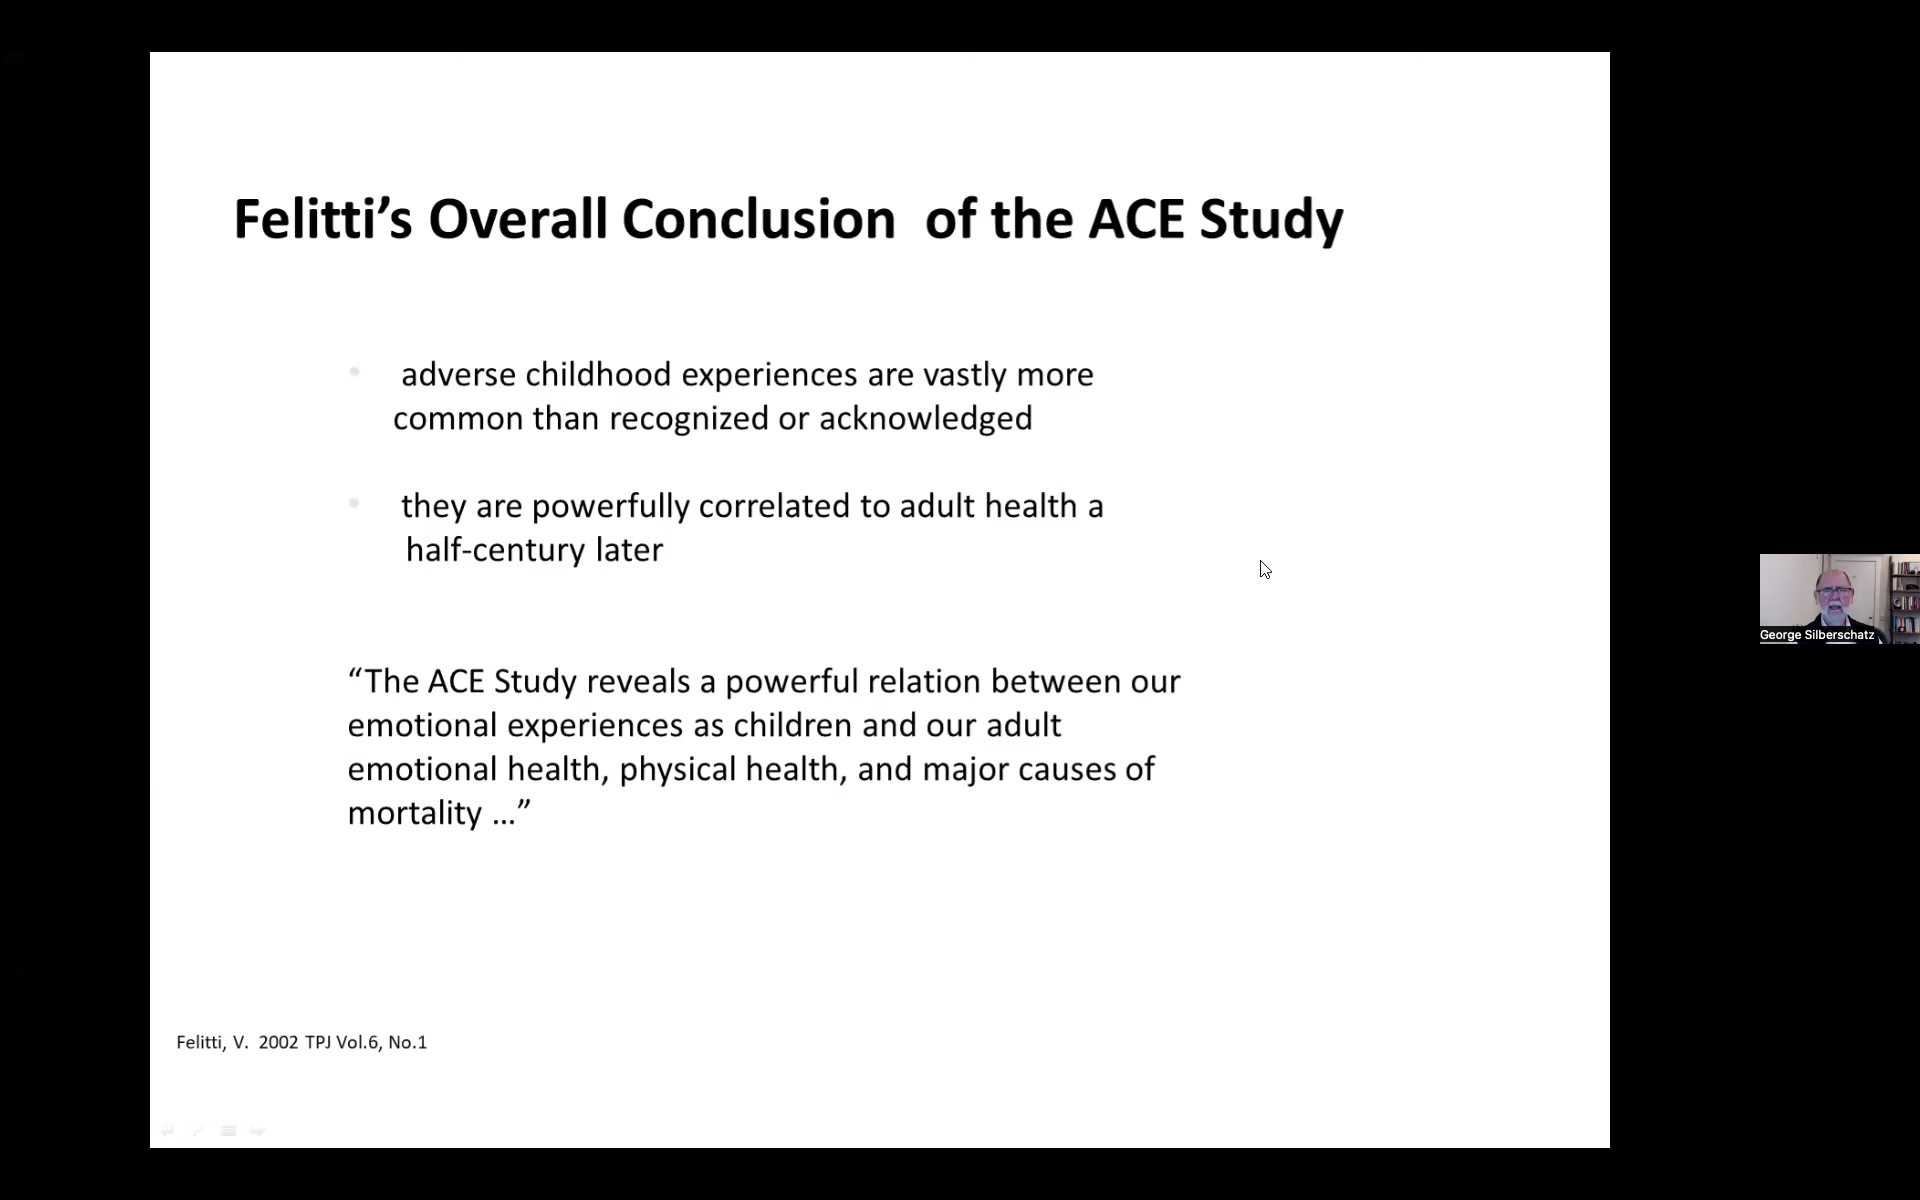 Felitti’s Overall Conclusion  of the ACE Study
adverse childhood experiences are vastly more
common than recognized or acknowledged
they are powerfully correlated to adult health a
half-century later
“The ACE Study reveals a powerful relation between our
emotional experiences as children and our adult
emotional health, physical health, and major causes of
mortality ...”
George Silberschatz
Felitti, V.  2002 TPJ Vol.6, No.1